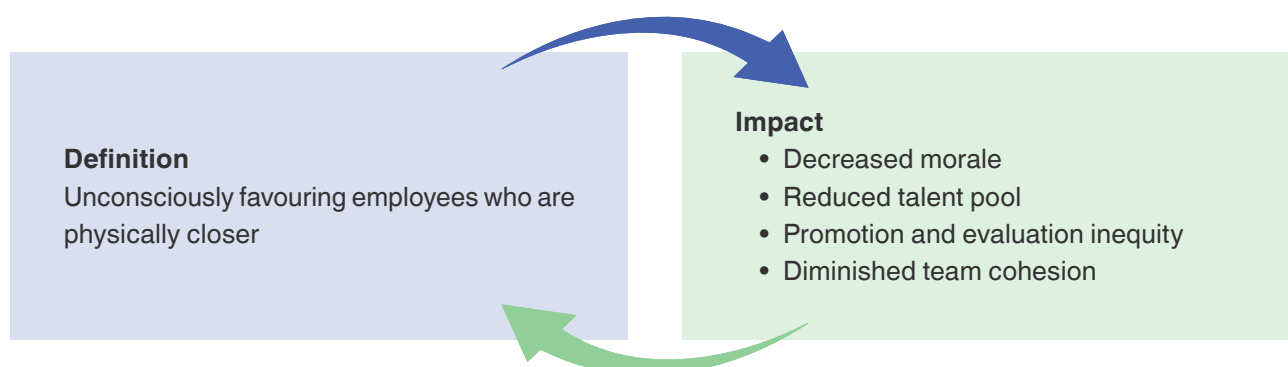 Definition
Unconsciously favouring employees who are
physically closer
Impact
• Decreased morale
• Reduced talent pool
• Promotion and evaluation inequity
• Diminished team cohesion